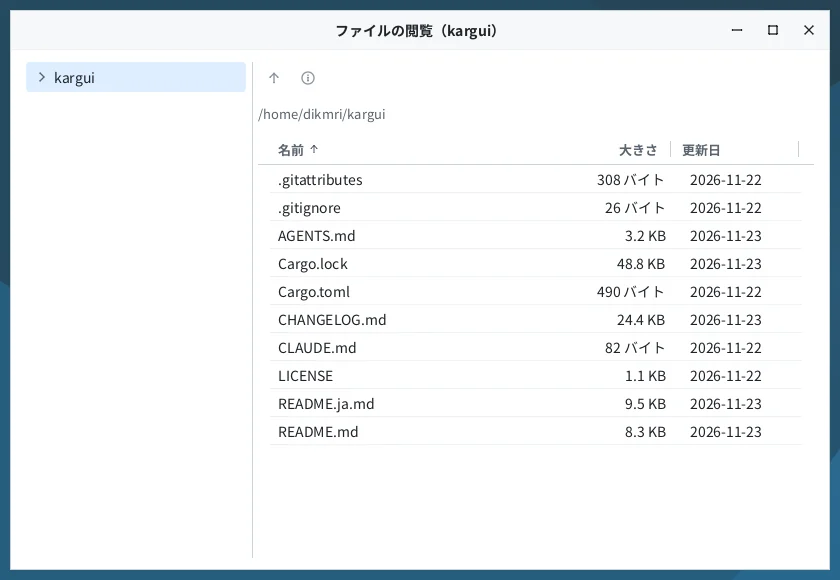 ファイルの閲覧（kargui）
kargui
/home/dikmri/kargui
名前 大きさ 更新日
.gitattributes 308 バイト 2026-11-22
.gitignore 26 バイト 2026-11-22
AGENTS.md 3.2 KB 2026-11-23
Cargo.lock 48.8 KB 2026-11-23
Cargo.toml 490 バイト 2026-11-22
CHANGELOG.md 24.4 KB 2026-11-23
CLAUDE.md 82 バイト 2026-11-22
LICENSE 1.1 KB 2026-11-22
README.ja.md 9.5 KB 2026-11-23
README.md 8.3 KB 2026-11-23